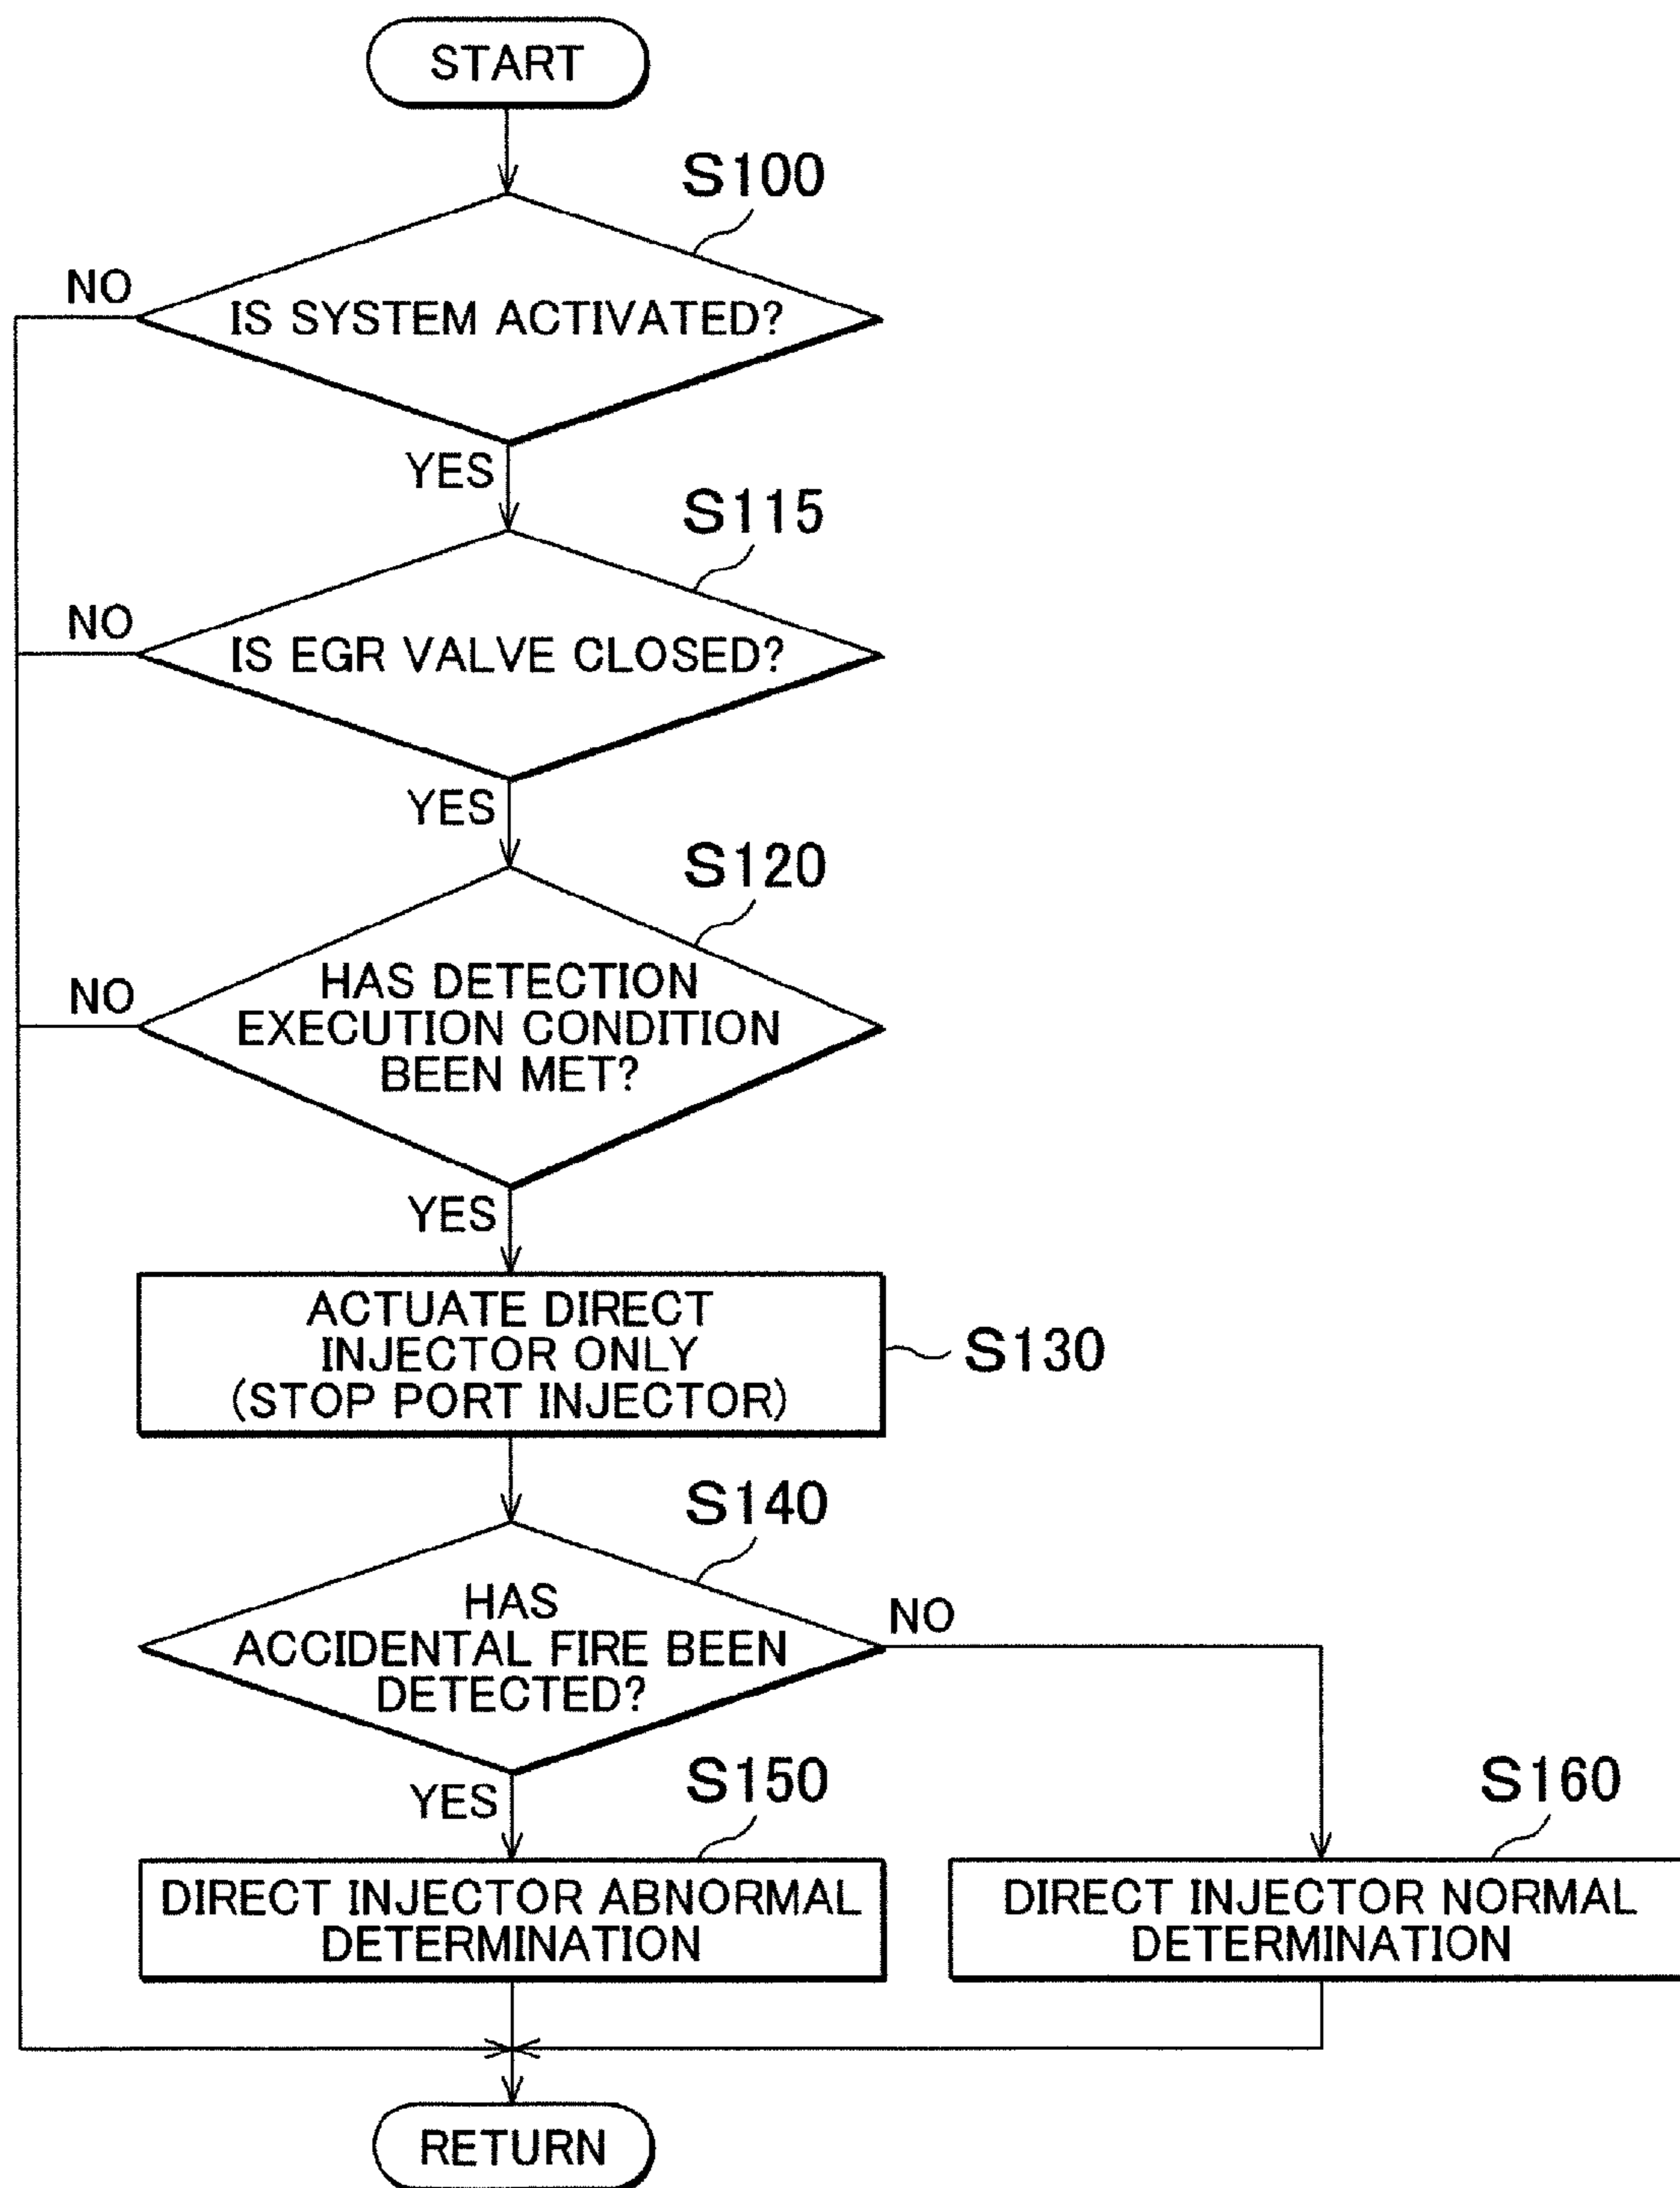 START
S100
NO
IS SYSTEM ACTIVATED?
YES
S115
NO
IS EGR VALVE CLOSED?
YES
S120
NO
HAS DETECTION
EXECUTION CONDITION
BEEN MET?
YES
ACTUATE DIRECT
INJECTOR ONLY
(STOP PORT INJECTOR)
S130
S140
HAS
ACCIDENTAL FIRE BEEN
DETECTED?
NO
YES
S150
S160
DIRECT INJECTOR ABNORMAL
DETERMINATION
DIRECT INJECTOR NORMAL
DETERMINATION
RETURN